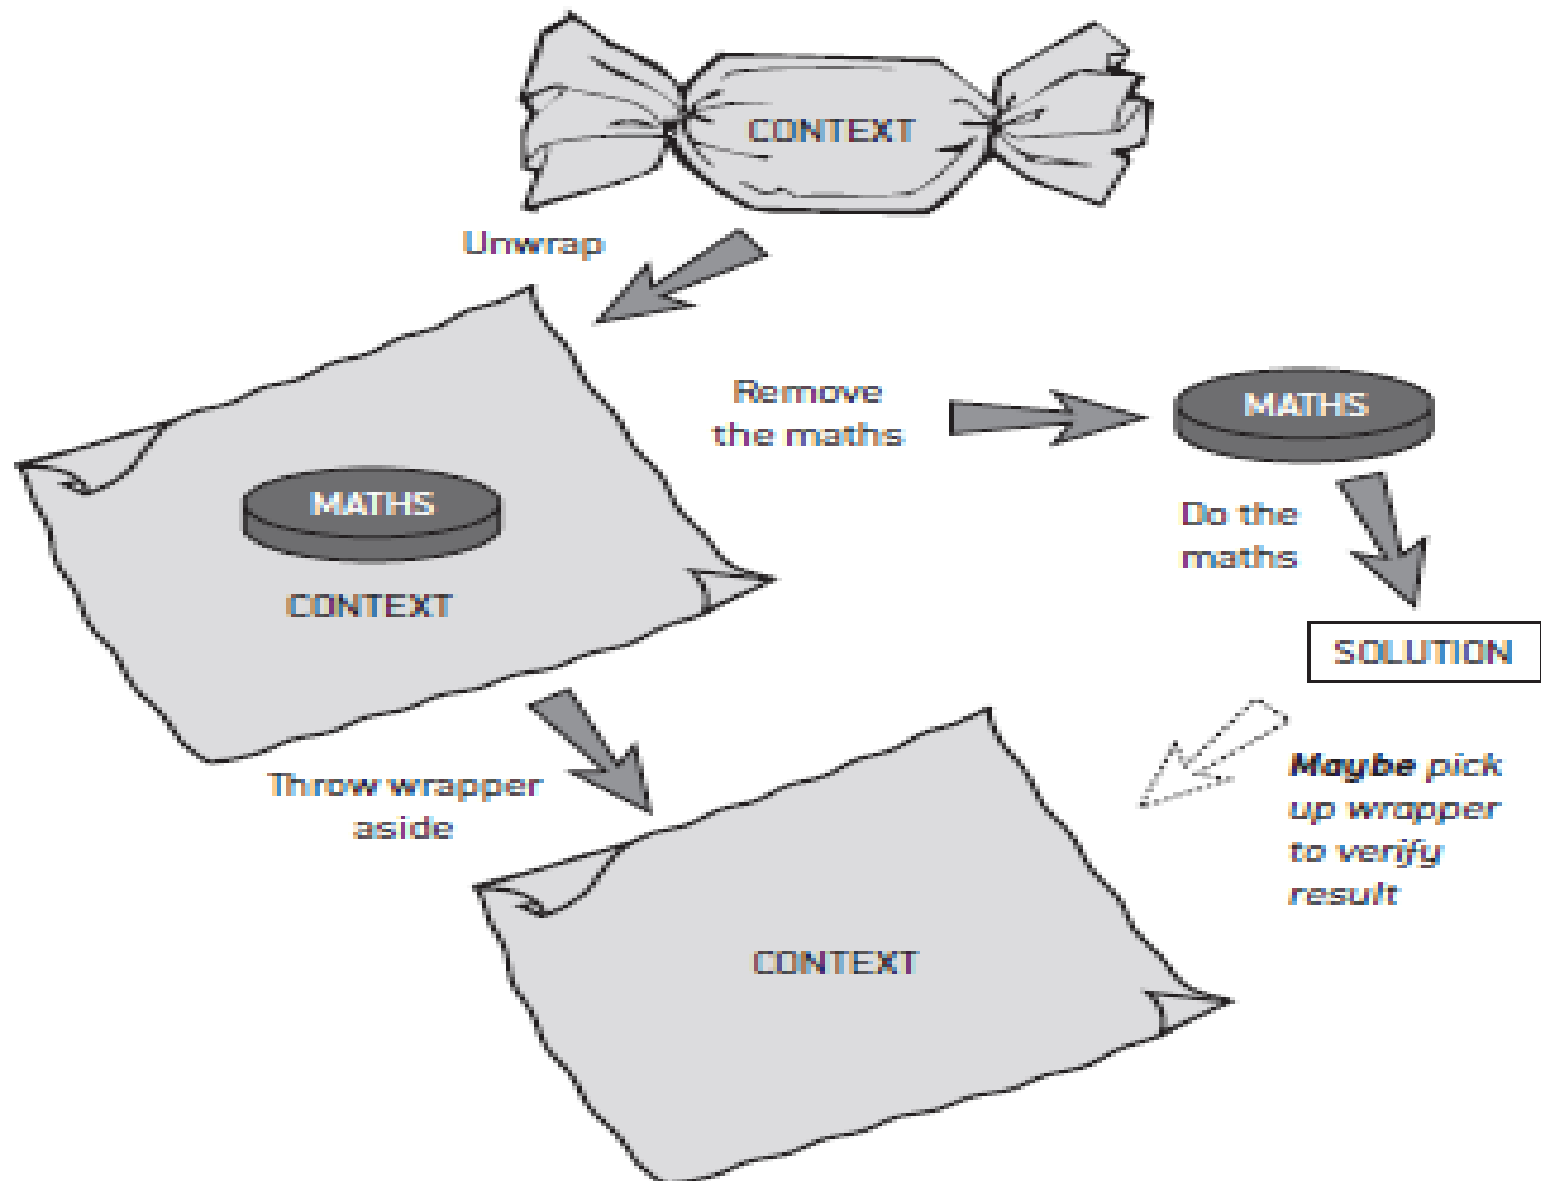 CONTEXT
Unwrap
Remove
the maths
MATHS
MATHS
CONTEXT
Do the
maths
SOLUTION
Throw wrapper
aside
Maybe pick
up wrapper
to verify
result
CONTEXT